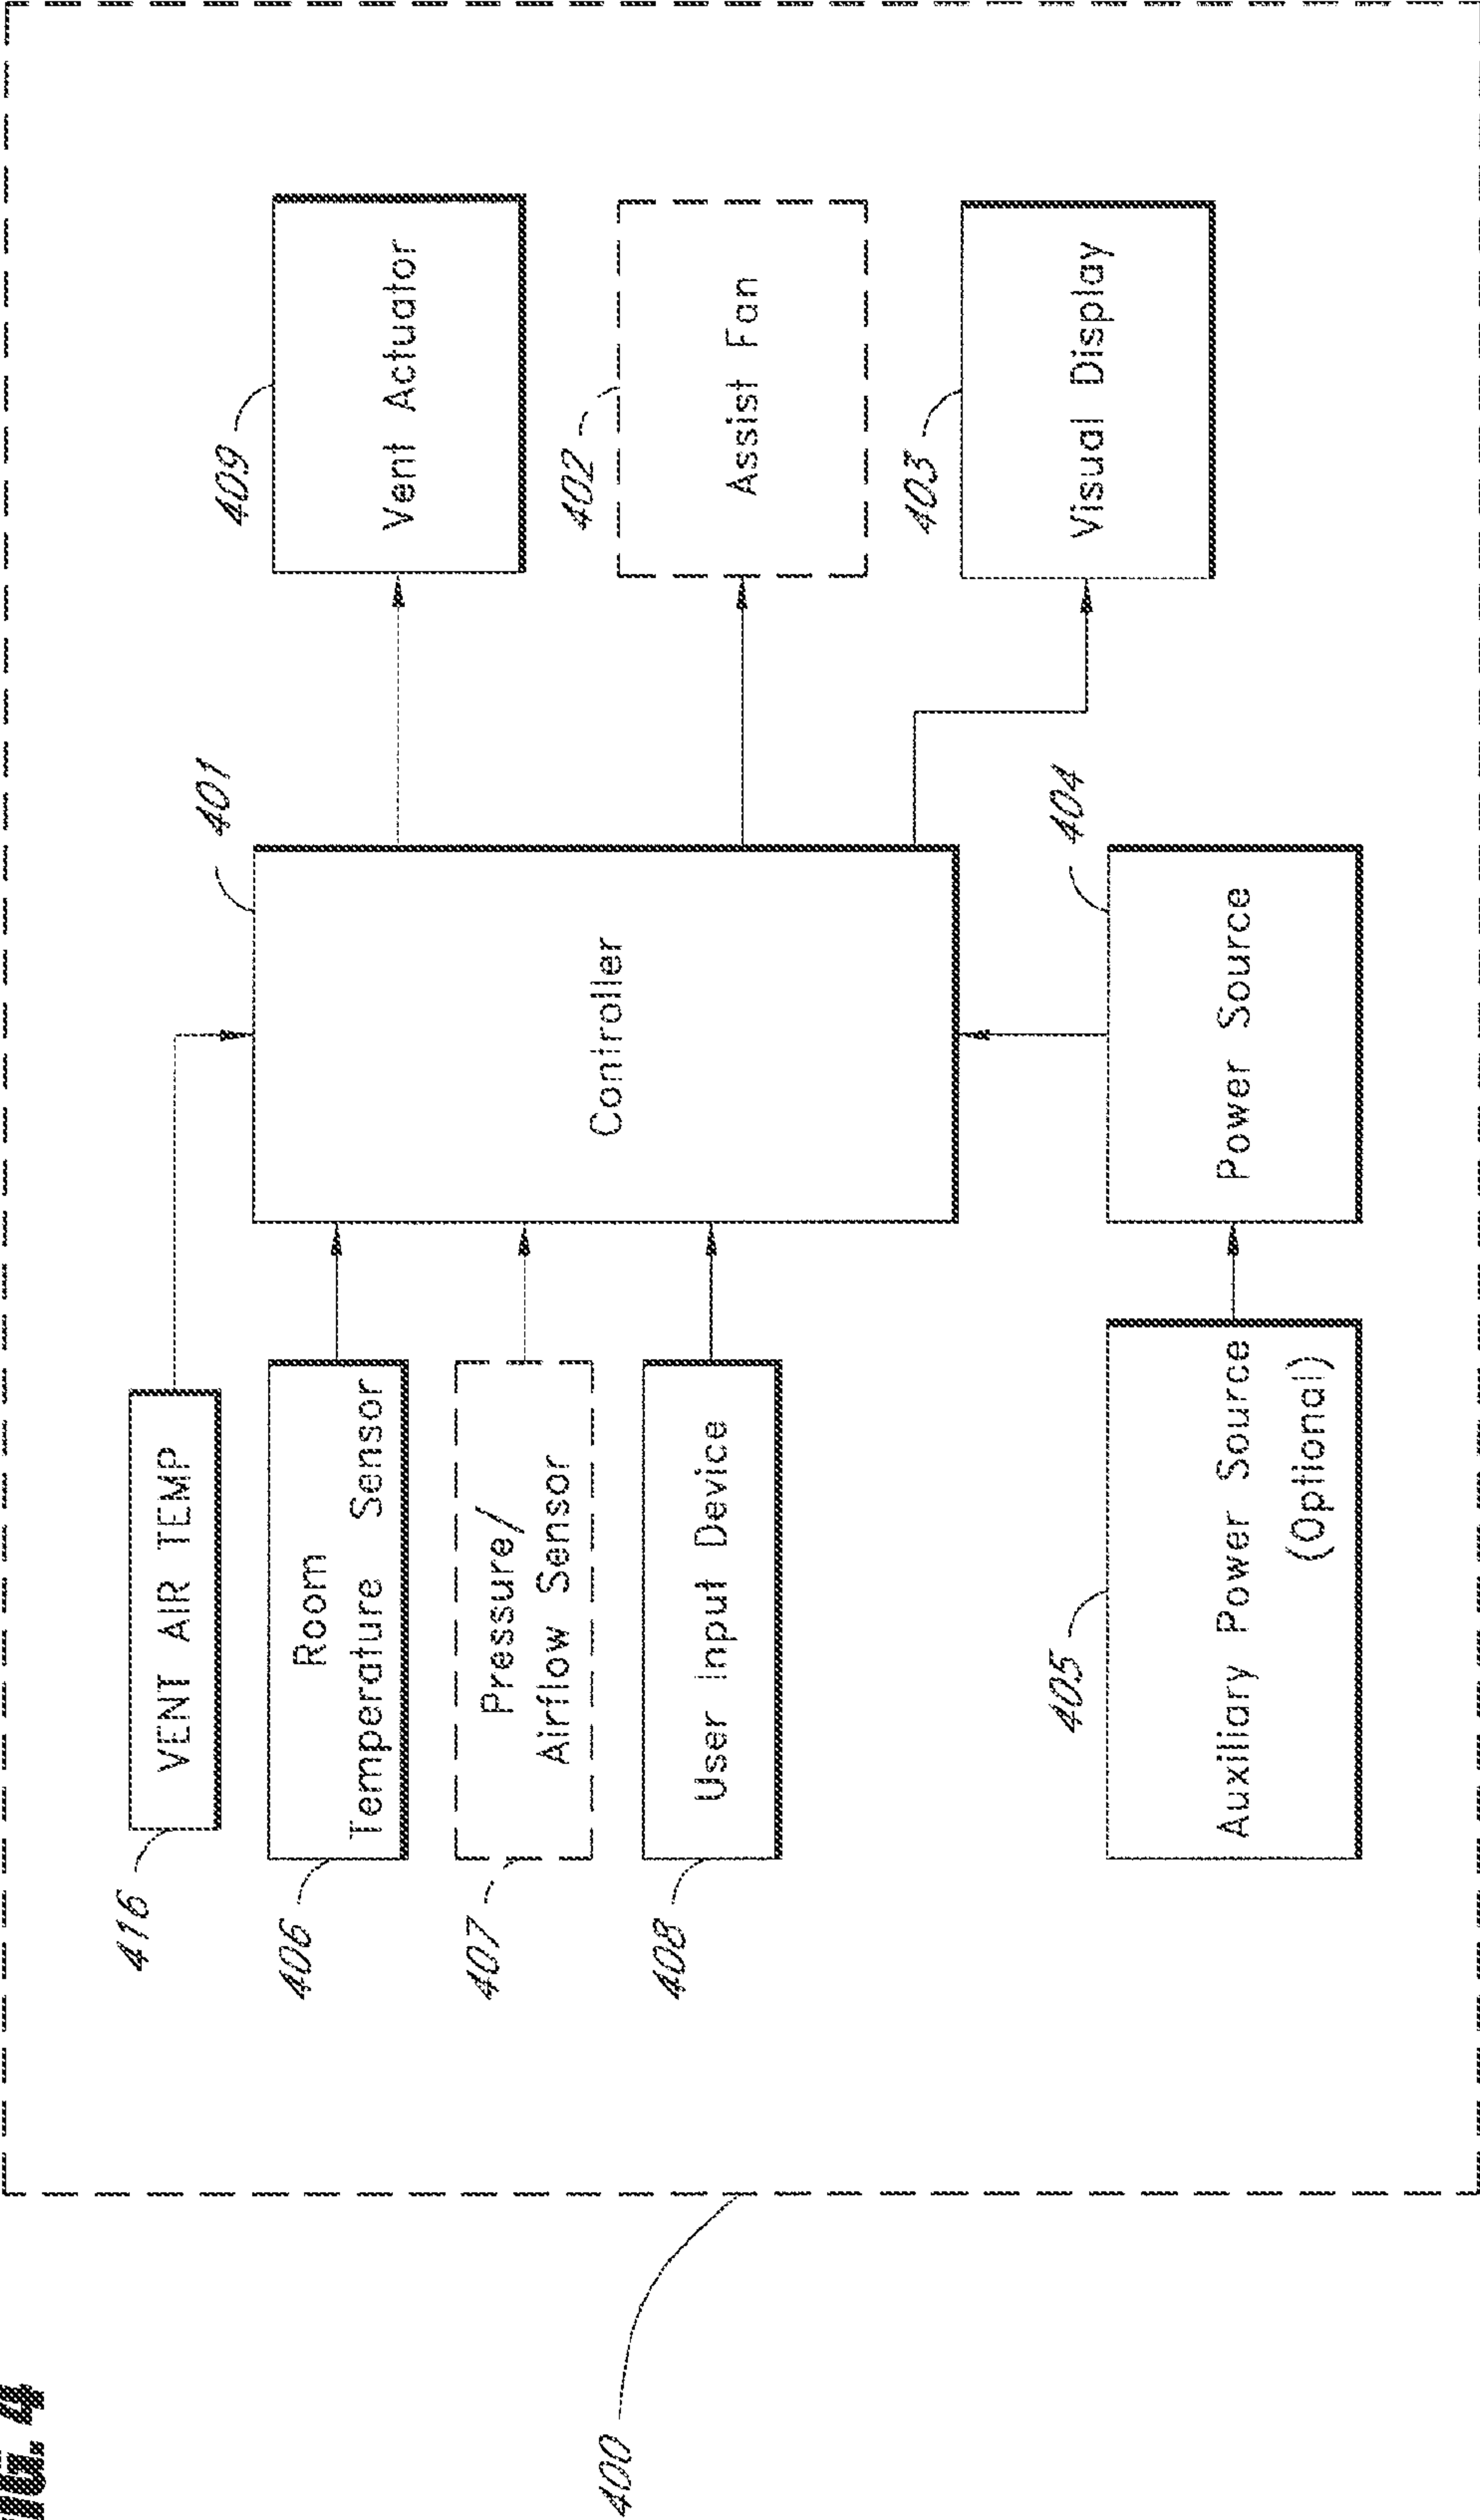 FIG. 4
400
416
VENT AIR TEMP
406
Room
Temperature Sensor
407
Pressure/
Airflow Sensor
408
User Input Device
405
Auxiliary Power Source
(Optional)
401
Controller
404
Power Source
409
Vent Actuator
402
Assist Fan
403
Visual Display